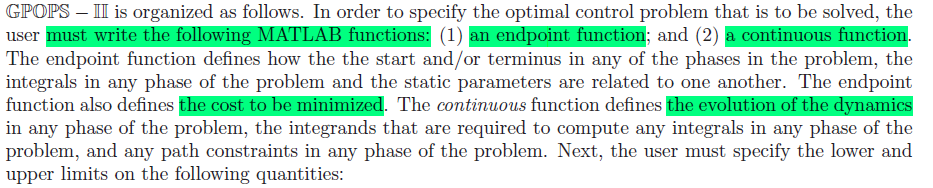 GPOPS − II is organized as follows. In order to specify the optimal control problem that is to be solved, the
user must write the following MATLAB functions: (1) an endpoint function; and (2) a continuous function.
The endpoint function defines how the the start and/or terminus in any of the phases in the problem, the
integrals in any phase of the problem and the static parameters are related to one another. The endpoint
function also defines the cost to be minimized. The continuous function defines the evolution of the dynamics
in any phase of the problem, the integrands that are required to compute any integrals in any phase of the
problem, and any path constraints in any phase of the problem. Next, the user must specify the lower and
upper limits on the following quantities: